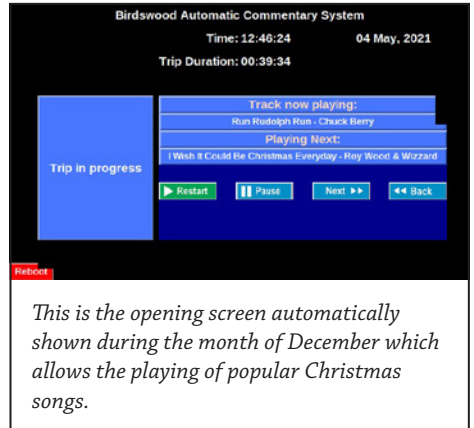 Birdswood Automatic Commentary System
Time: 12:46:24 04 May, 2021
Trip Duration: 00:39:34
Track now playing:
Run Rudolph Run - Chuck Berry
Playing Next:
I Wish It Could Be Christmas Everyday - Roy Wood & Wizzard
Trip in progress
Restart Pause Next Back
Reboot
This is the opening screen automatically
shown during the month of December which
allows the playing of popular Christmas
songs.